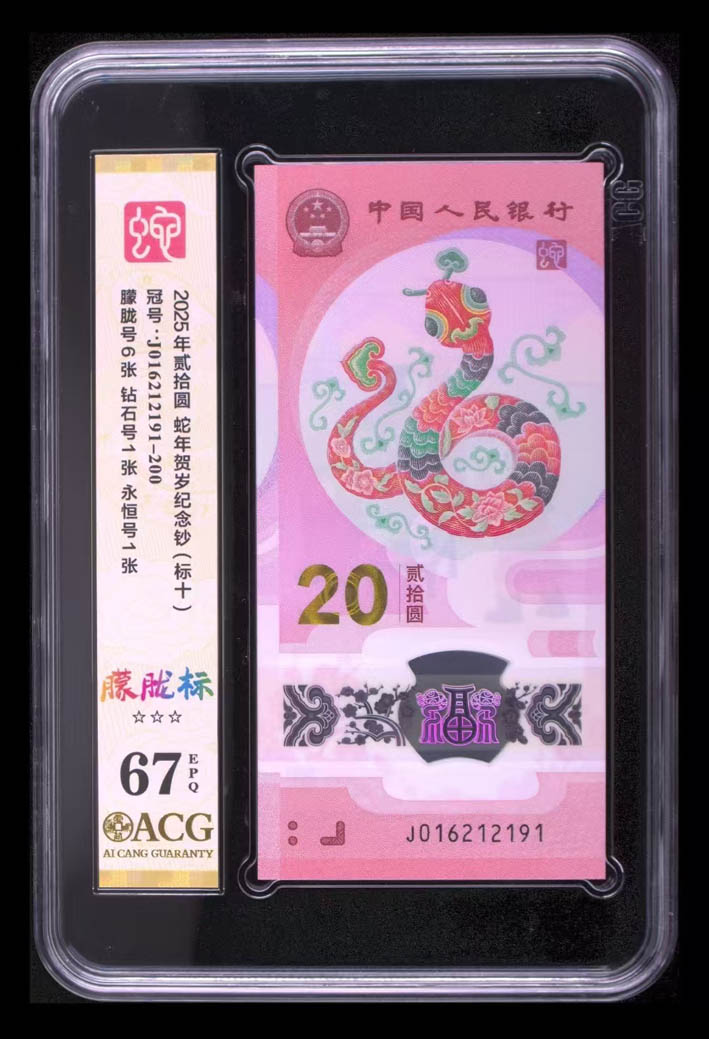 蛇
2025年贰拾圆 蛇年贺岁纪念钞(标十)
冠号:J016212191-200
朦胧号6张 钻石号1张 永恒号1张
朦胧标
☆☆☆
67 EPQ
ACG
AI CANG GUARANTY
中国人民银行
蛇
20 贰拾圆
福
J016212191
ACG